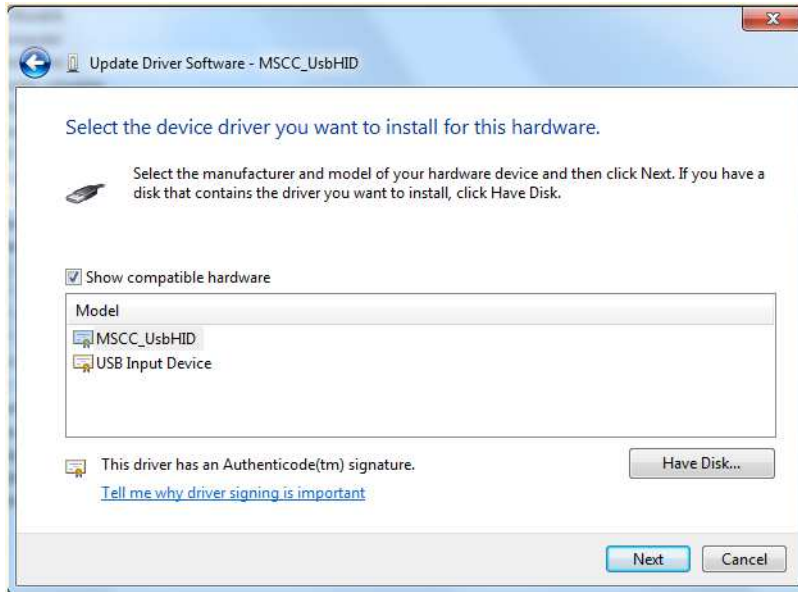 Update Driver Software - MSCC_UsbHID
Select the device driver you want to install for this hardware.
Select the manufacturer and model of your hardware device and then click Next. If you have a
disk that contains the driver you want to install, click Have Disk.
Show compatible hardware
Model
MSCC_UsbHID
USB Input Device
This driver has an Authenticode(tm) signature.
Have Disk...
Tell me why driver signing is important
Next
Cancel